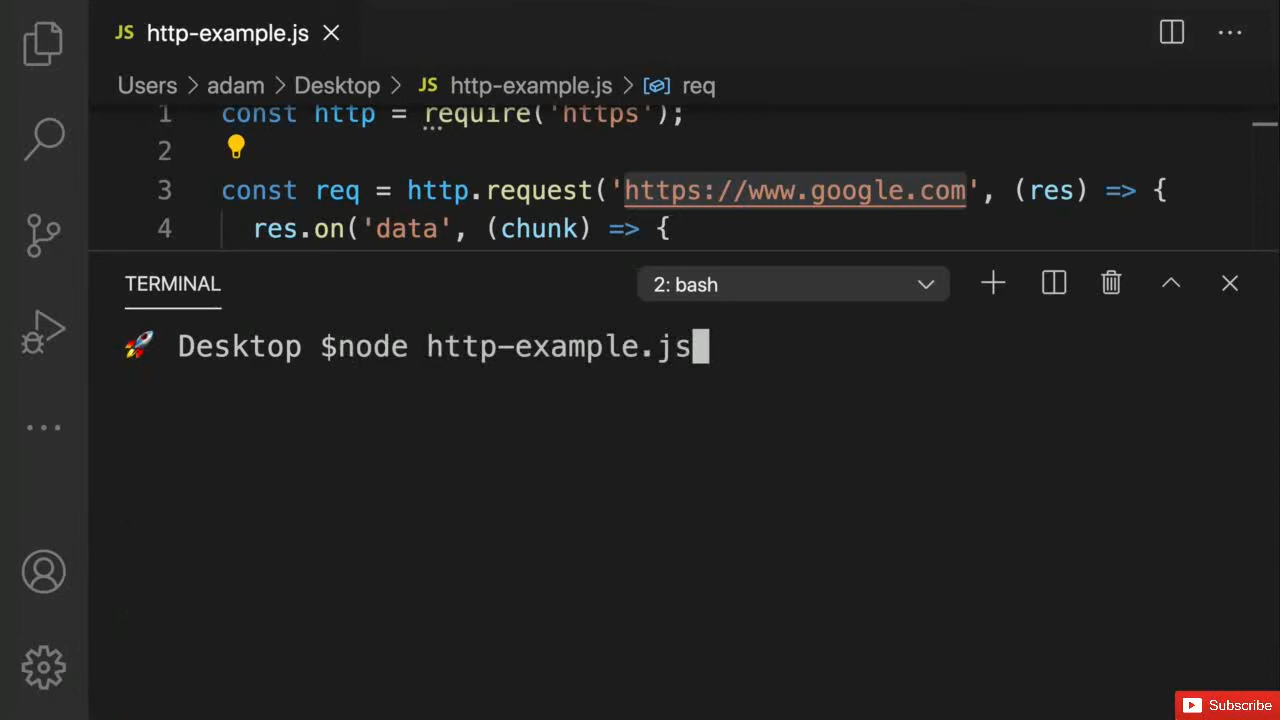 JS http-example.js
Users > adam > Desktop > JS http-example.js > req
1 const http = require('https');
2
3 const req = http.request('https://www.google.com', (res) => {
4 res.on('data', (chunk) => {
TERMINAL
2: bash
🚀 Desktop $node http-example.js
Subscribe